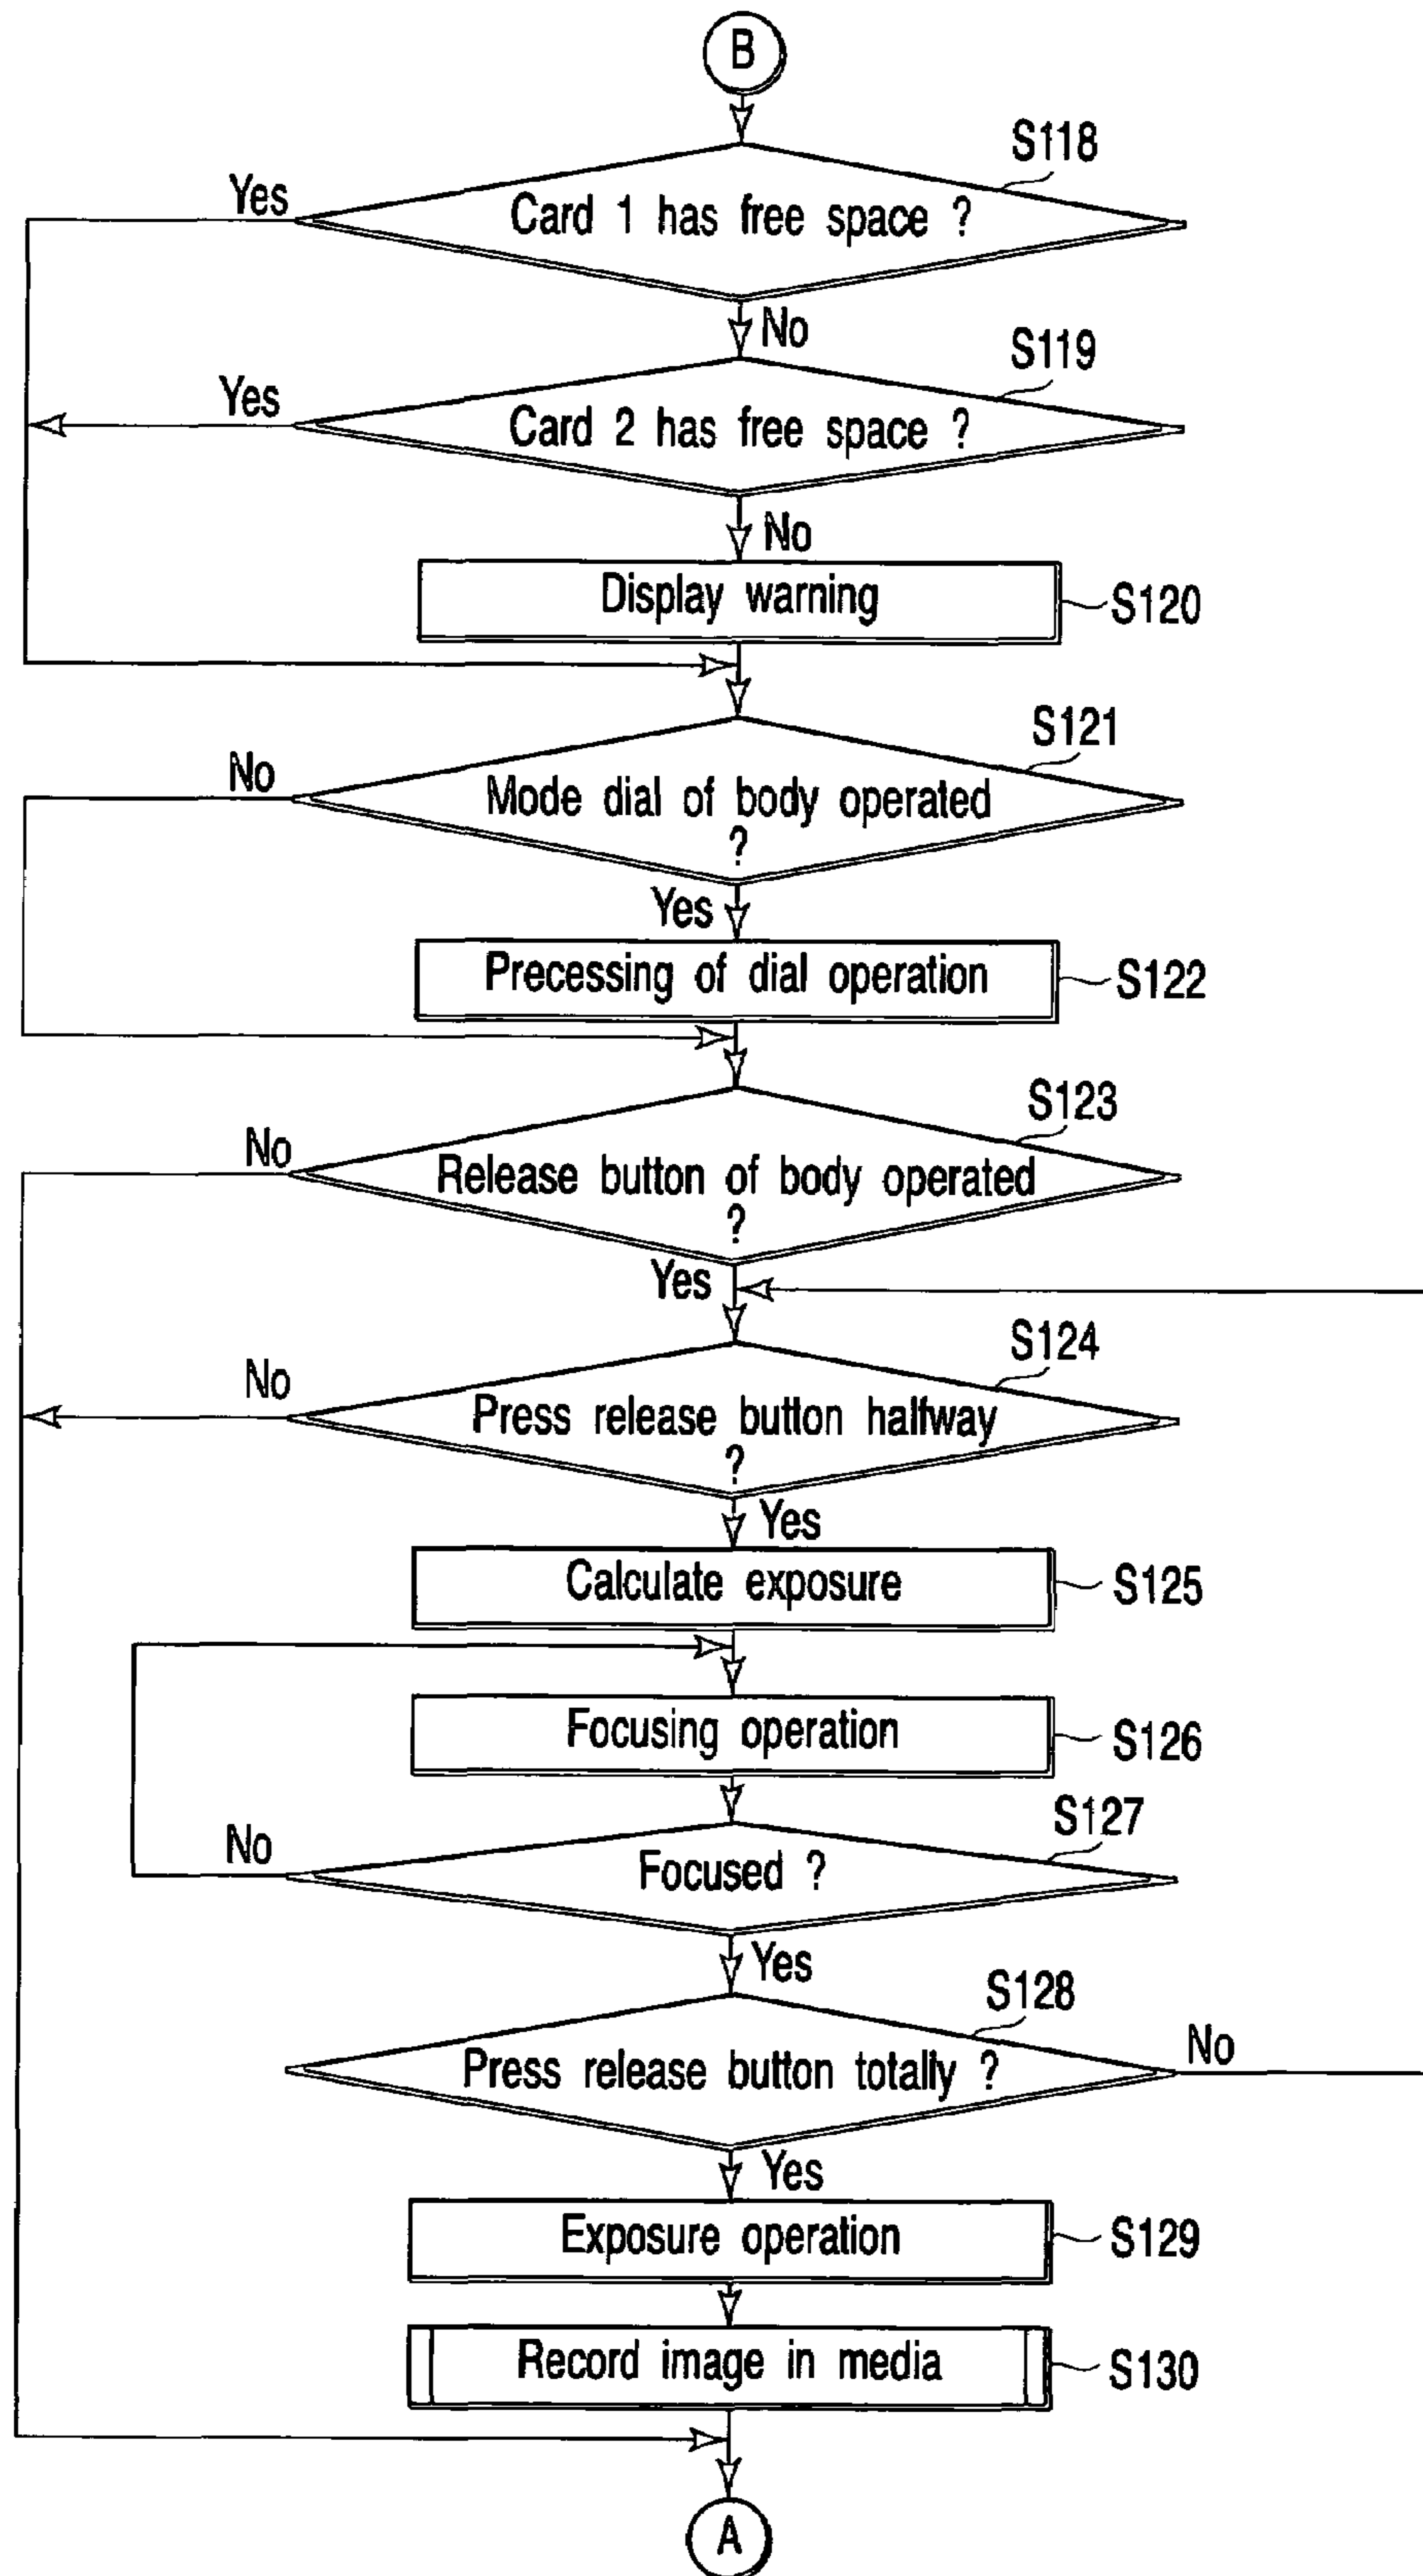 B
S118
Yes
Card 1 has free space ?
No
S119
Yes
Card 2 has free space ?
No
Display warning
S120
S121
No
Mode dial of body operated
?
Yes
Precessing of dial operation
S122
S123
No
Release button of body operated
?
Yes
S124
No
Press release button halfway
?
Yes
Calculate exposure
S125
Focusing operation
S126
S127
No
Focused ?
Yes
S128
No
Press release button totally ?
Yes
Exposure operation
S129
Record image in media
S130
A